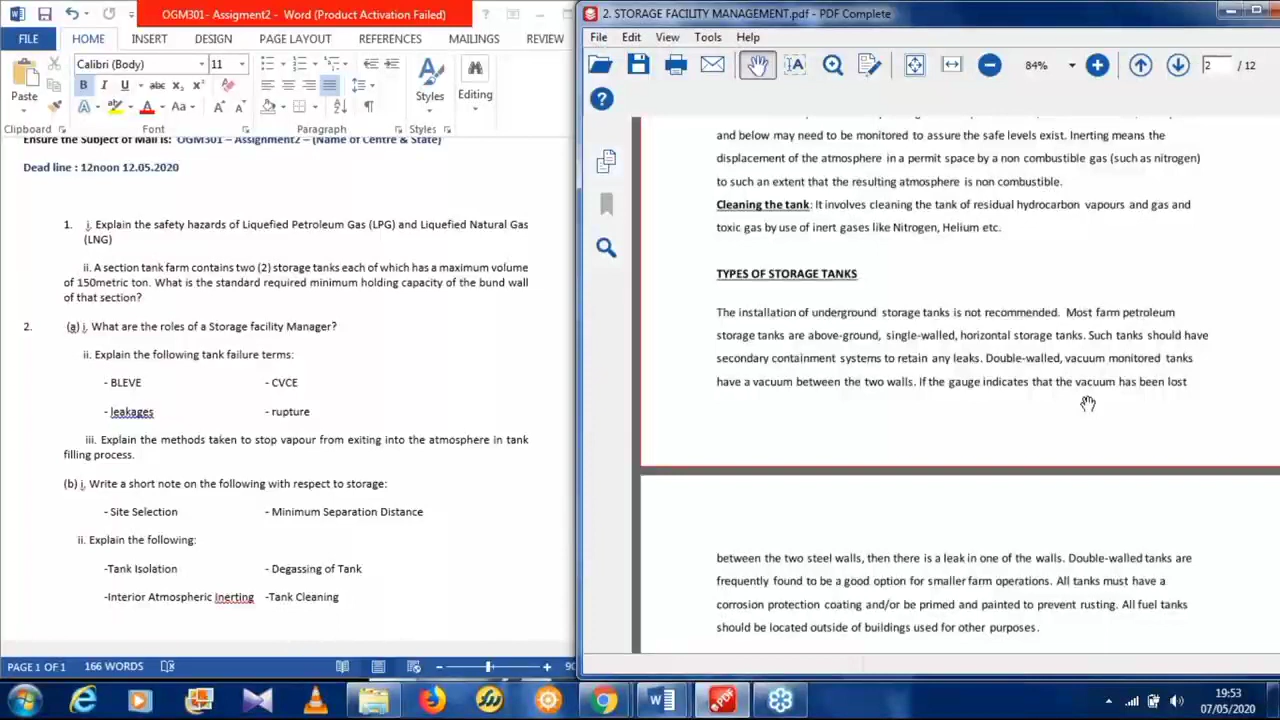 OGM301- Assigment2 - Word (Product Activation Failed)
FILE HOME INSERT DESIGN PAGE LAYOUT REFERENCES MAILINGS REVIEW
Calibri (Body) 11
Paste
Styles
Editing
Clipboard Font Paragraph Styles
Ensure the Subject of Mail is: OGM301 – Assignment2 – (Name of Centre & State)
Dead line : 12noon 12.05.2020
1. i. Explain the safety hazards of Liquefied Petroleum Gas (LPG) and Liquefied Natural Gas
(LNG)
ii. A section tank farm contains two (2) storage tanks each of which has a maximum volume
of 150metric ton. What is the standard required minimum holding capacity of the bund wall
of that section?
2. (a) i. What are the roles of a Storage facility Manager?
ii. Explain the following tank failure terms:
- BLEVE - CVCE
- leakages - rupture
iii. Explain the methods taken to stop vapour from exiting into the atmosphere in tank
filling process.
(b) i. Write a short note on the following with respect to storage:
- Site Selection - Minimum Separation Distance
ii. Explain the following:
-Tank Isolation - Degassing of Tank
-Interior Atmospheric Inerting -Tank Cleaning
PAGE 1 OF 1 166 WORDS
2. STORAGE FACILITY MANAGEMENT.pdf - PDF Complete
File Edit View Tools Help
84% 2 / 12
and below may need to be monitored to assure the safe levels exist. Inerting means the
displacement of the atmosphere in a permit space by a non combustible gas (such as nitrogen)
to such an extent that the resulting atmosphere is non combustible.
Cleaning the tank: It involves cleaning the tank of residual hydrocarbon vapours and gas and
toxic gas by use of inert gases like Nitrogen, Helium etc.
TYPES OF STORAGE TANKS
The installation of underground storage tanks is not recommended. Most farm petroleum
storage tanks are above-ground, single-walled, horizontal storage tanks. Such tanks should have
secondary containment systems to retain any leaks. Double-walled, vacuum monitored tanks
have a vacuum between the two walls. If the gauge indicates that the vacuum has been lost
between the two steel walls, then there is a leak in one of the walls. Double-walled tanks are
frequently found to be a good option for smaller farm operations. All tanks must have a
corrosion protection coating and/or be primed and painted to prevent rusting. All fuel tanks
should be located outside of buildings used for other purposes.
19:53
07/05/2020